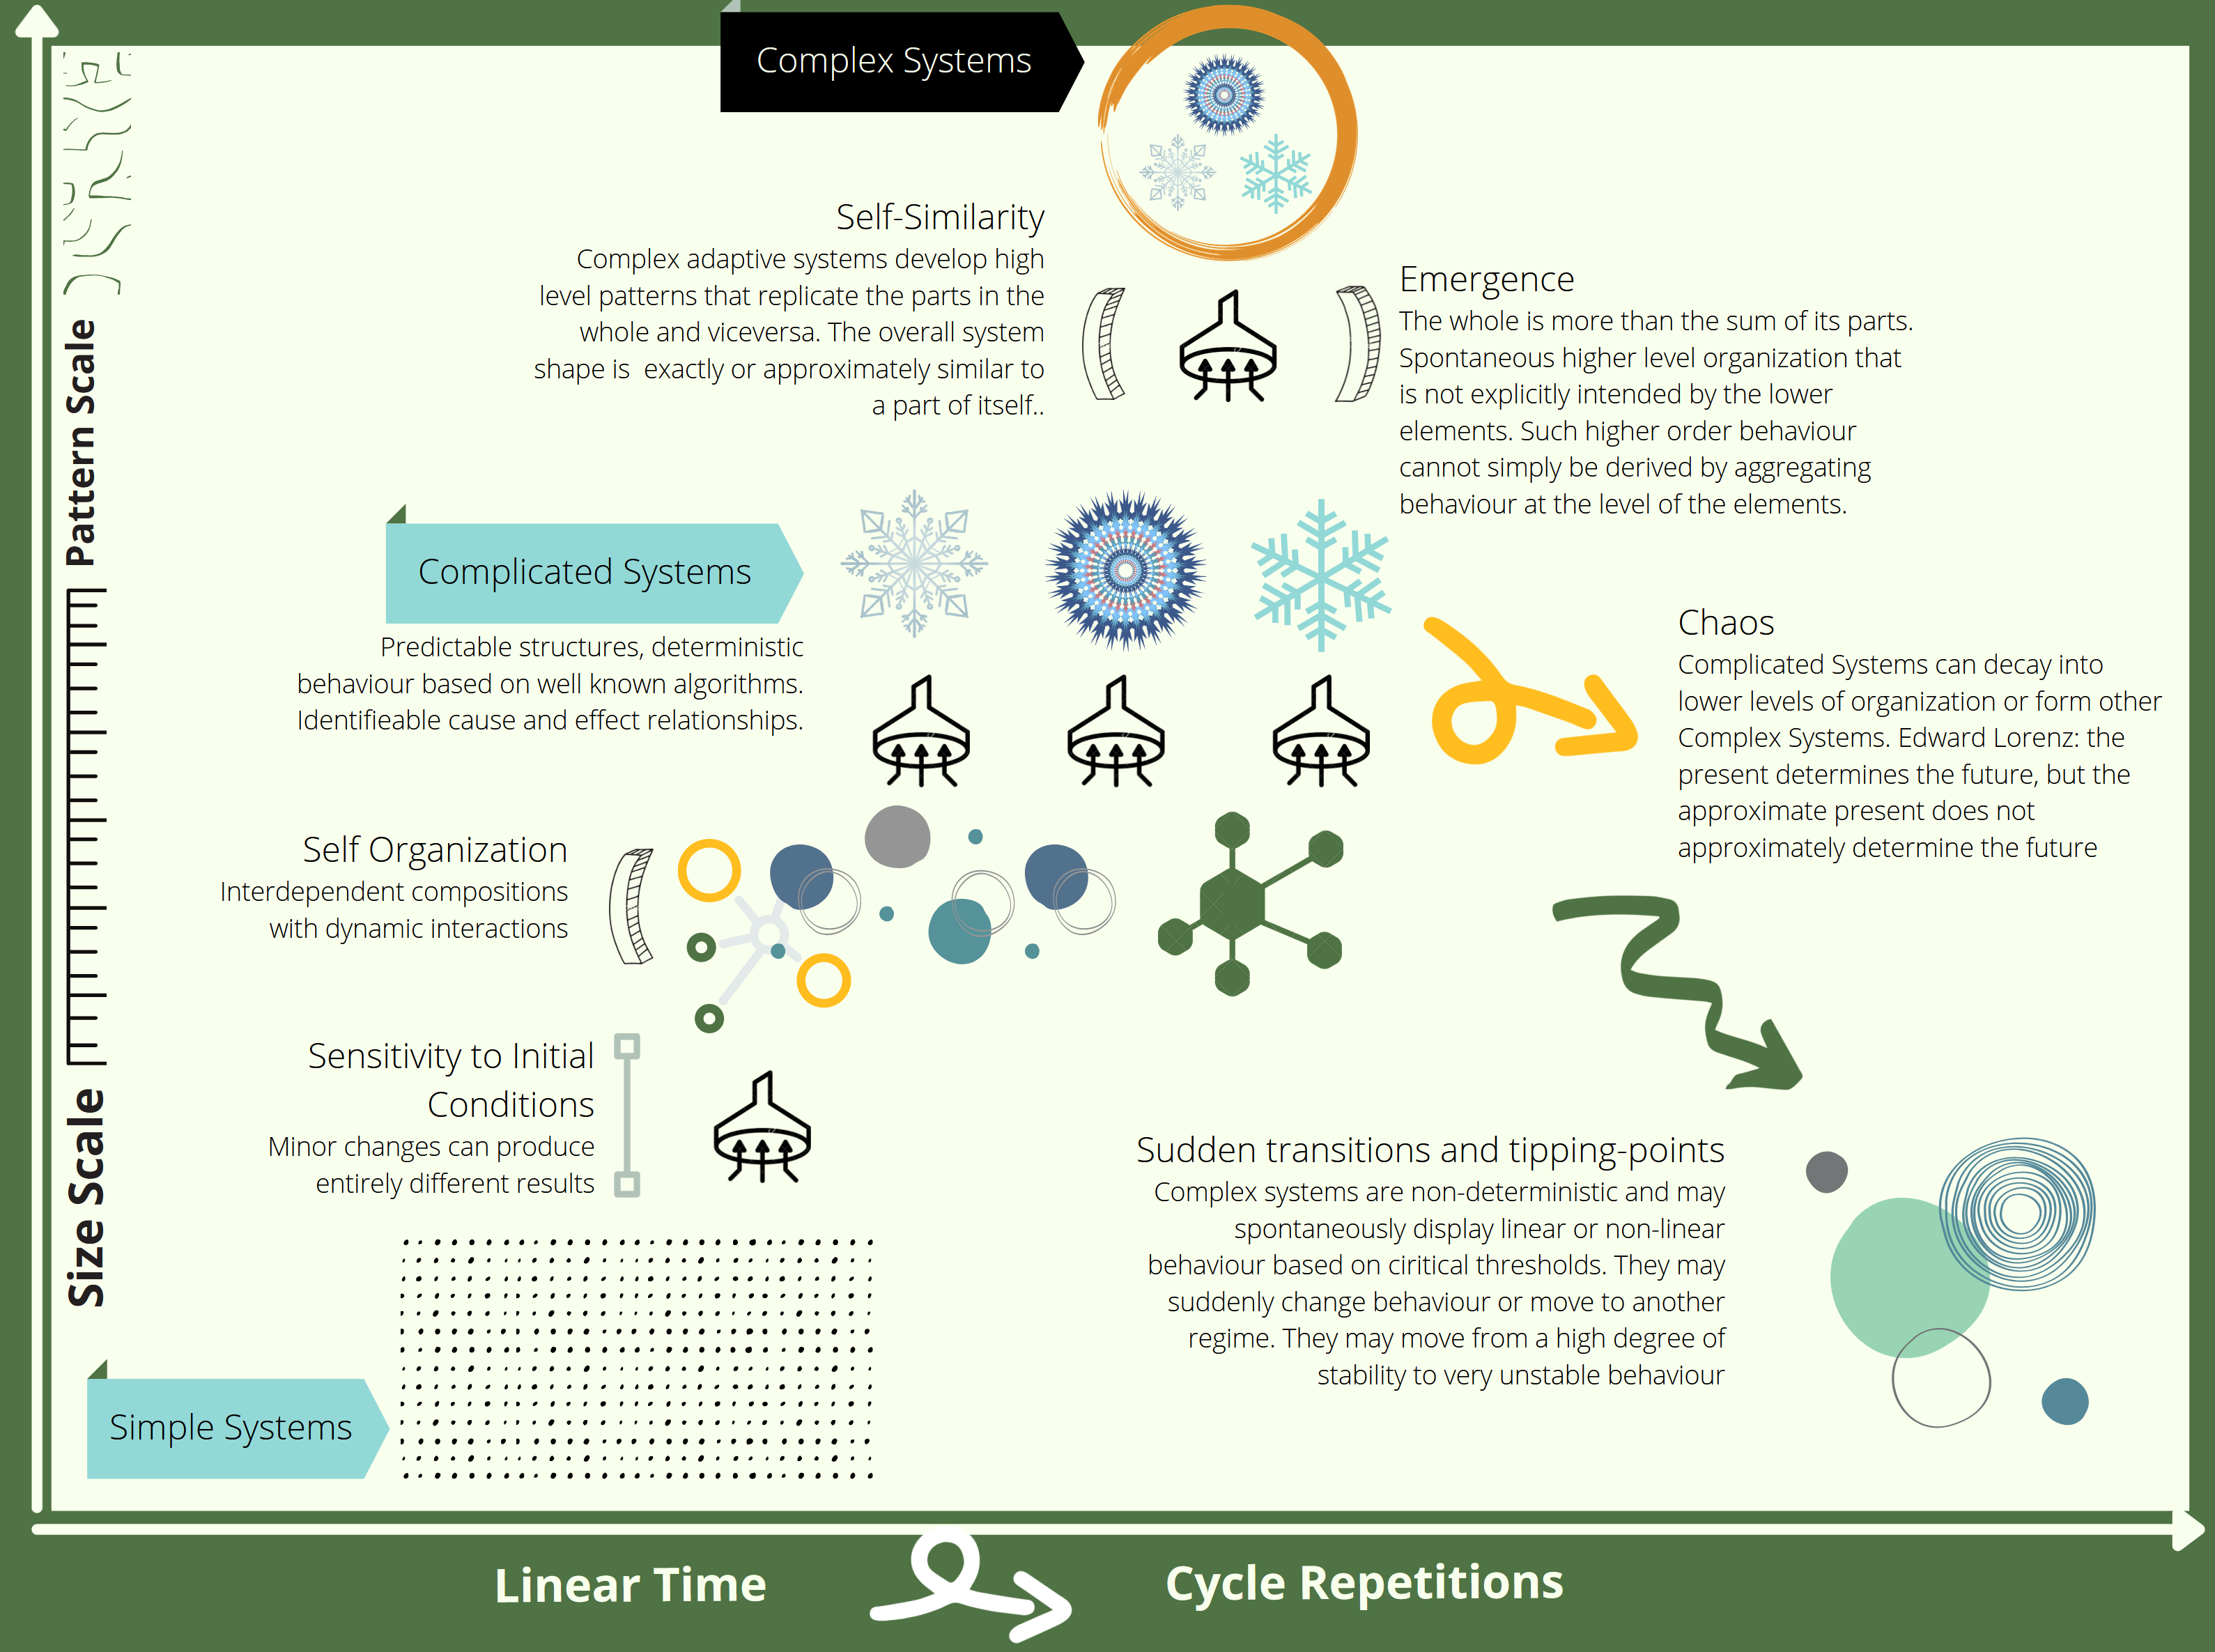 Complex Systems
Self-Similarity
Complex adaptive systems develop high
level patterns that replicate the parts in the
whole and viceversa. The overall system
shape is  exactly or approximately similar to
a part of itself..
Emergence
The whole is more than the sum of its parts.
Spontaneous higher level organization that
is not explicitly intended by the lower
elements. Such higher order behaviour
cannot simply be derived by aggregating
behaviour at the level of the elements.
Pattern Scale
Complicated Systems
Predictable structures, deterministic
behaviour based on well known algorithms.
Identifieable cause and effect relationships.
Chaos
Complicated Systems can decay into
lower levels of organization or form other
Complex Systems. Edward Lorenz: the
present determines the future, but the
approximate present does not
approximately determine the future
Self Organization
Interdependent compositions
with dynamic interactions
Sensitivity to Initial
Conditions
Minor changes can produce
entirely different results
Size Scale
Sudden transitions and tipping-points
Complex systems are non-deterministic and may
spontaneously display linear or non-linear
behaviour based on ciritical thresholds. They may
suddenly change behaviour or move to another
regime. They may move from a high degree of
stability to very unstable behaviour
Simple Systems
Linear Time
Cycle Repetitions